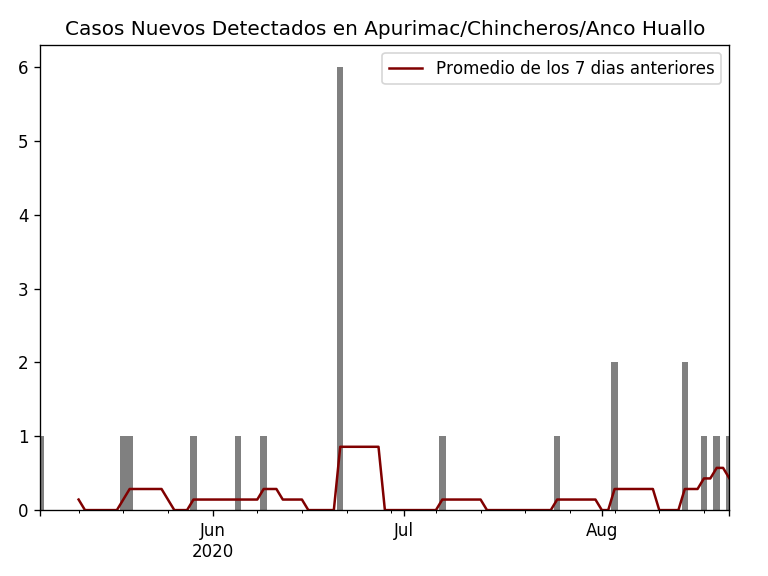 Casos Nuevos Detectados en Apurimac/Chincheros/Anco Huallo
Promedio de los 7 dias anteriores
6
5
4
3
2
1
0
Jun
2020
Jul
Aug